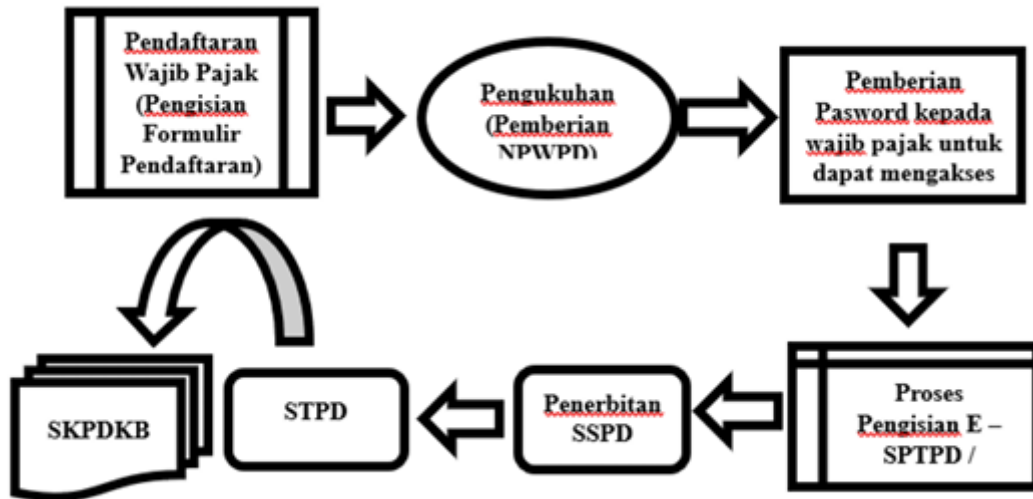 Pendaftaran
Wajib Pajak
(Pengisian
Formulir
Pendaftaran)
Pengukuhan
(Pemberian
NPWPD)
Pemberian
Pasword kepada
wajib pajak untuk
dapat mengakses
Proses
Pengisian E –
SPTPD /
Penerbitan
SSPD
STPD
SKPDKB